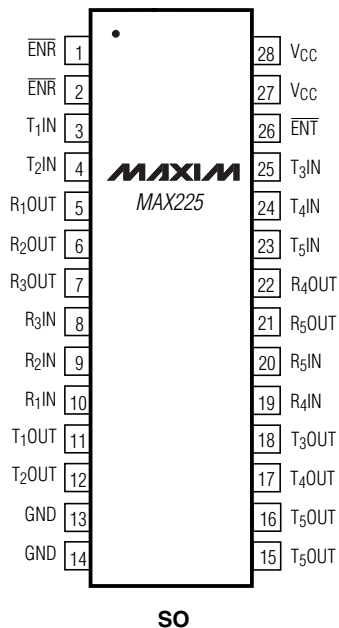 ENR 1
ENR 2
T1IN 3
T2IN 4
R1OUT 5
R2OUT 6
R3OUT 7
R3IN 8
R2IN 9
R1IN 10
T1OUT 11
T2OUT 12
GND 13
GND 14
MAXIM
MAX225
28 VCC
27 VCC
26 ENT
25 T3IN
24 T4IN
23 T5IN
22 R4OUT
21 R5OUT
20 R5IN
19 R4IN
18 T3OUT
17 T4OUT
16 T5OUT
15 T5OUT
SO